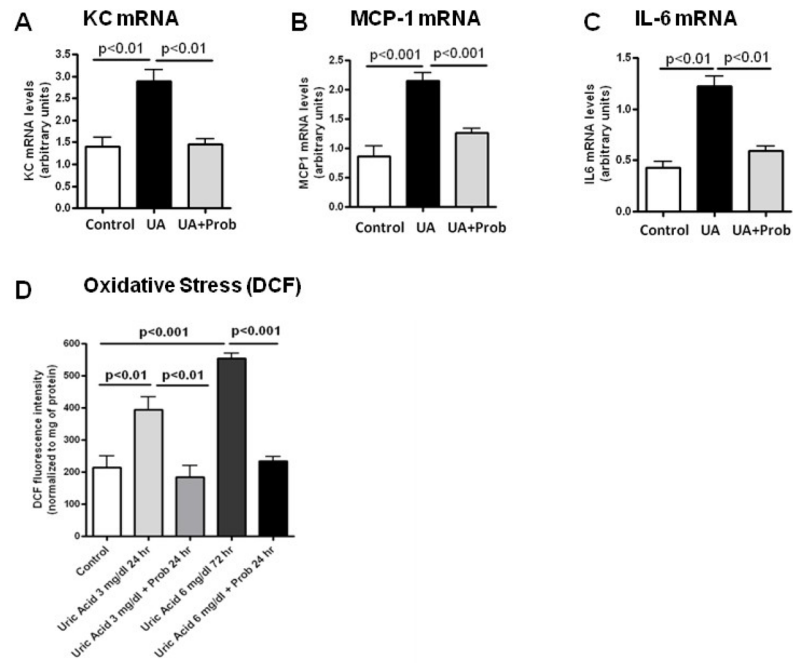 A KC mRNA
KC mRNA levels
(arbitrary units)
3.5
3.0
2.5
2.0
1.5
1.0
0.5
0.0
p<0.01 p<0.01
Control UA UA+Prob
B MCP-1 mRNA
MCP1 mRNA levels
(arbitrary units)
2.5
2.0
1.5
1.0
0.5
0.0
p<0.001 p<0.001
Control UA UA+Prob
C IL-6 mRNA
IL6 mRNA levels
(arbitrary units)
1.5
1.0
0.5
0.0
p<0.01 p<0.01
Control UA UA+Prob
D Oxidative Stress (DCF)
DCF fluorescence intensity
(normalized to mg of protein)
600
500
400
300
200
100
0
p<0.001 p<0.001
p<0.01 p<0.01
Control
Uric Acid 3 mg/dl 24 hr
Uric Acid 3 mg/dl + Prob 24 hr
Uric Acid 6 mg/dl 72 hr
Uric Acid 6 mg/dl + Prob 24 hr